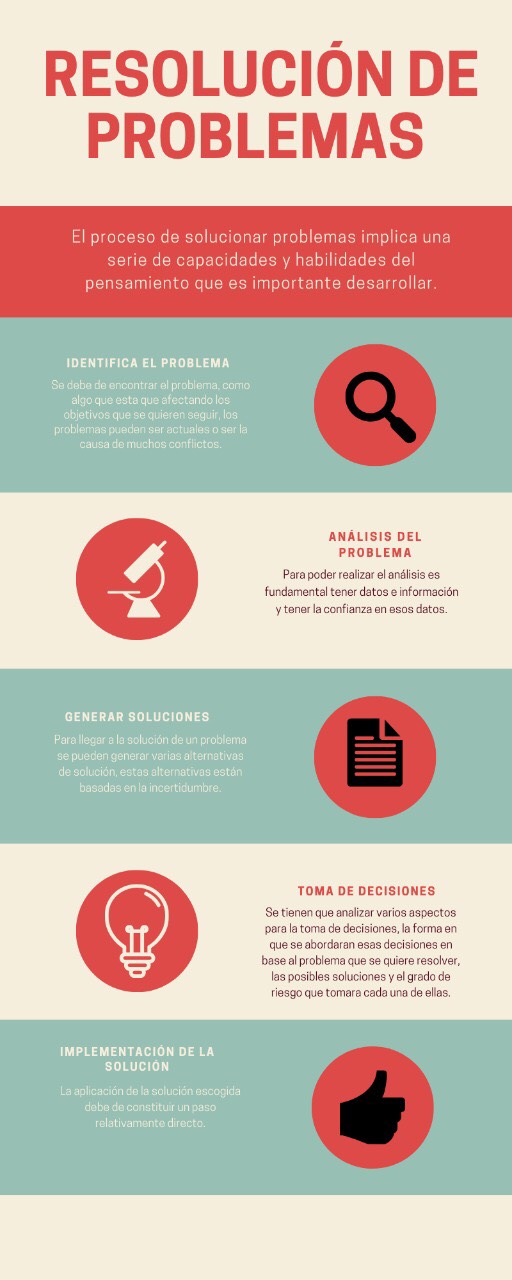 RESOLUCIÓN DE
PROBLEMAS
El proceso de solucionar problemas implica una
serie de capacidades y habilidades del
pensamiento que es importante desarrollar.
IDENTIFICA EL PROBLEMA
Se debe de encontrar el problema, como
algo que esta que afectando los
objetivos que se quieren seguir, los
problemas pueden ser actuales o ser la
causa de muchos conflictos.
ANÁLISIS DEL
PROBLEMA
Para poder realizar el análisis es
fundamental tener datos e información
y tener la confianza en esos datos.
GENERAR SOLUCIONES
Para llegar a la solución de un problema
se pueden generar varias alternativas
de solución, estas alternativas están
basadas en la incertidumbre.
TOMA DE DECISIONES
Se tienen que analizar varios aspectos
para la toma de decisiones, la forma en
que se abordaran esas decisiones en
base al problema que se quiere resolver,
las posibles soluciones y el grado de
riesgo que tomara cada una de ellas.
IMPLEMENTACIÓN DE LA
SOLUCIÓN
La aplicación de la solución escogida
debe de constituir un paso
relativamente directo.